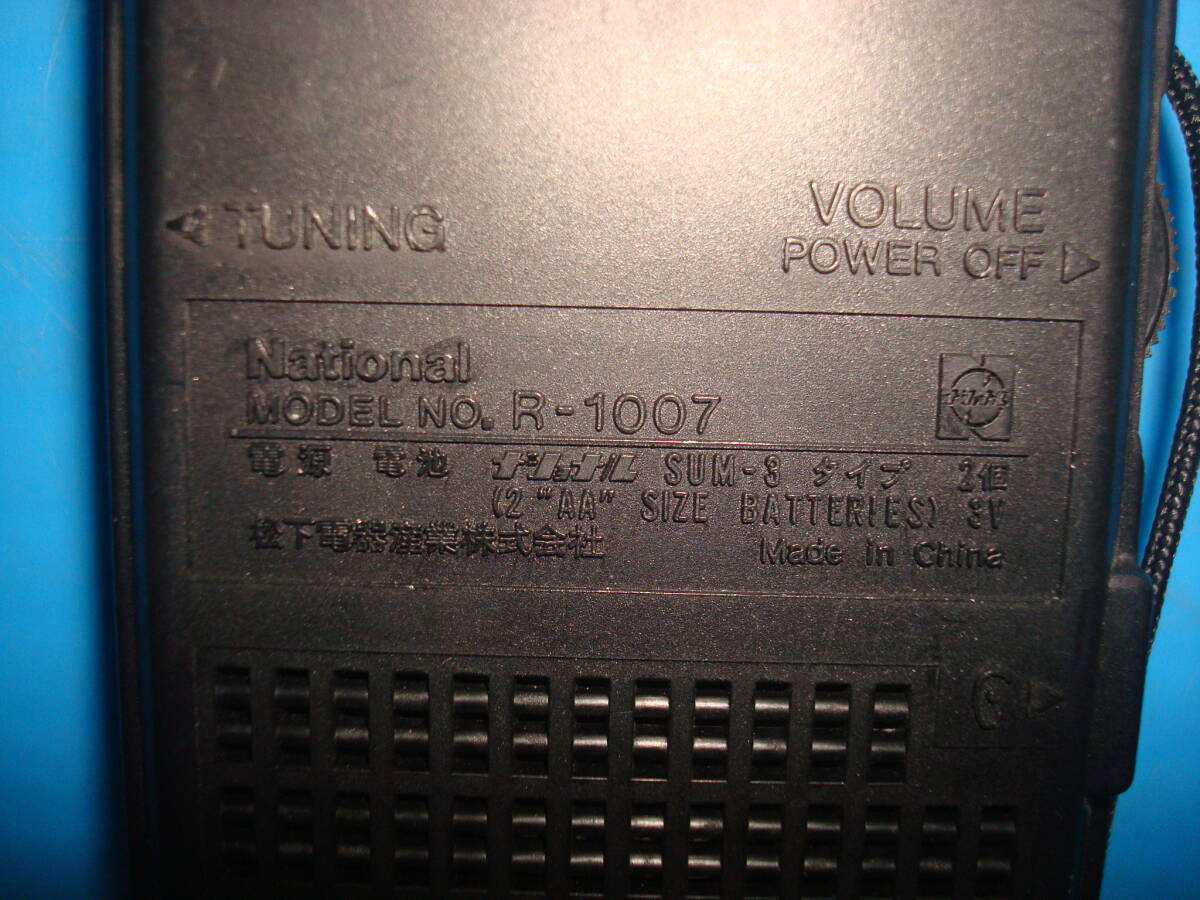 TUNING
VOLUME
POWER OFF
National
MODEL NO. R-1007
電源 電池 ナショナル SUM-3 タイプ 2個
(2 "AA" SIZE BATTERIES) 3V
松下電器産業株式会社
Made in China